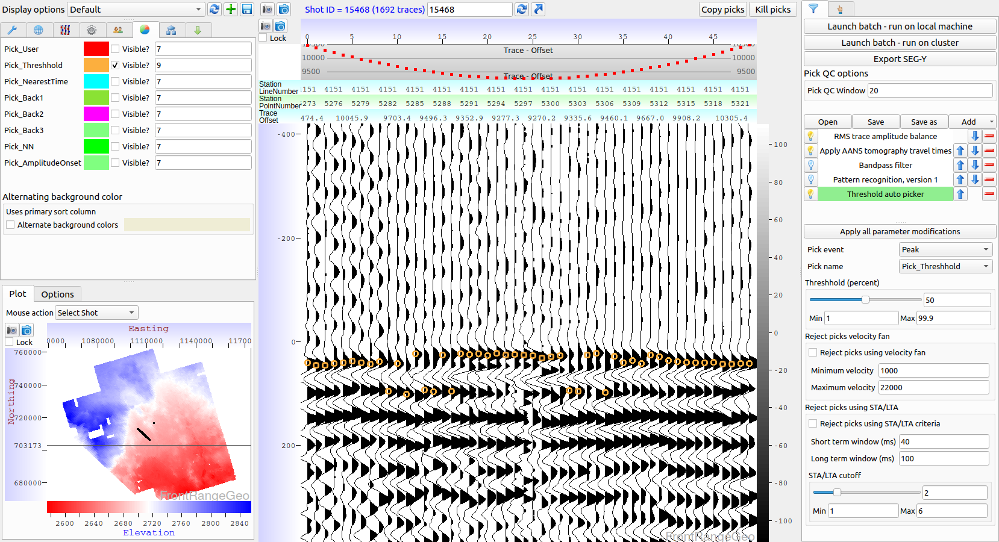 Display options Default
Pick_User Visible? 7
Pick_Threshhold Visible? 9
Pick_NearestTime Visible? 7
Pick_Back1 Visible? 7
Pick_Back2 Visible? 7
Pick_Back3 Visible? 7
Pick_NN Visible? 7
Pick_AmplitudeOnset Visible? 7
Alternating background color
Uses primary sort column
Alternate background colors
Plot Options
Mouse action Select Shot
Lock
Easting
0000 1080000 1110000 1140000 11700
Northing
760000
740000
720000
703173
680000
FrontRangeGeo
2600 2640 2680 2720 2760 2800 2840
Elevation
Shot ID = 15468 (1692 traces) 15468
Copy picks Kill picks
Lock
0 5 10 15 20 25 30 35 40 45
Trace - Offset
10000 10000
9500 9500
Trace - Offset
Station
LineNumber
4151 4151 4151 4151 4151 4151 4151 4151 4151 4151 4151 4151 4151 4151 4151 4151 4151
Station
PointNumber
5273 5276 5279 5282 5285 5288 5291 5294 5297 5300 5303 5306 5309 5312 5315 5318 5321
Trace
Offset
474.4 10045.9 9703.4 9496.3 9352.9 9277.3 9270.2 9335.6 9460.1 9667.0 9908.2 10305.4
-400
-200
0
200
100
80
60
40
20
0
-20
-40
-60
-80
-100
FrontRangeGeo
Launch batch - run on local machine
Launch batch - run on cluster
Export SEG-Y
Pick QC options
Pick QC Window 20
Open Save Save as Add
RMS trace amplitude balance
Apply AANS tomography travel times
Bandpass filter
Pattern recognition, version 1
Threshold auto picker
Apply all parameter modifications
Pick event Peak
Pick name Pick_Threshhold
Threshhold (percent)
50
Min 1 Max 99.9
Reject picks velocity fan
Reject picks using velocity fan
Minimum velocity 1000
Maximum velocity 22000
Reject picks using STA/LTA
Reject picks using STA/LTA criteria
Short term window (ms) 40
Long term window (ms) 100
STA/LTA cutoff
2
Min 1 Max 6